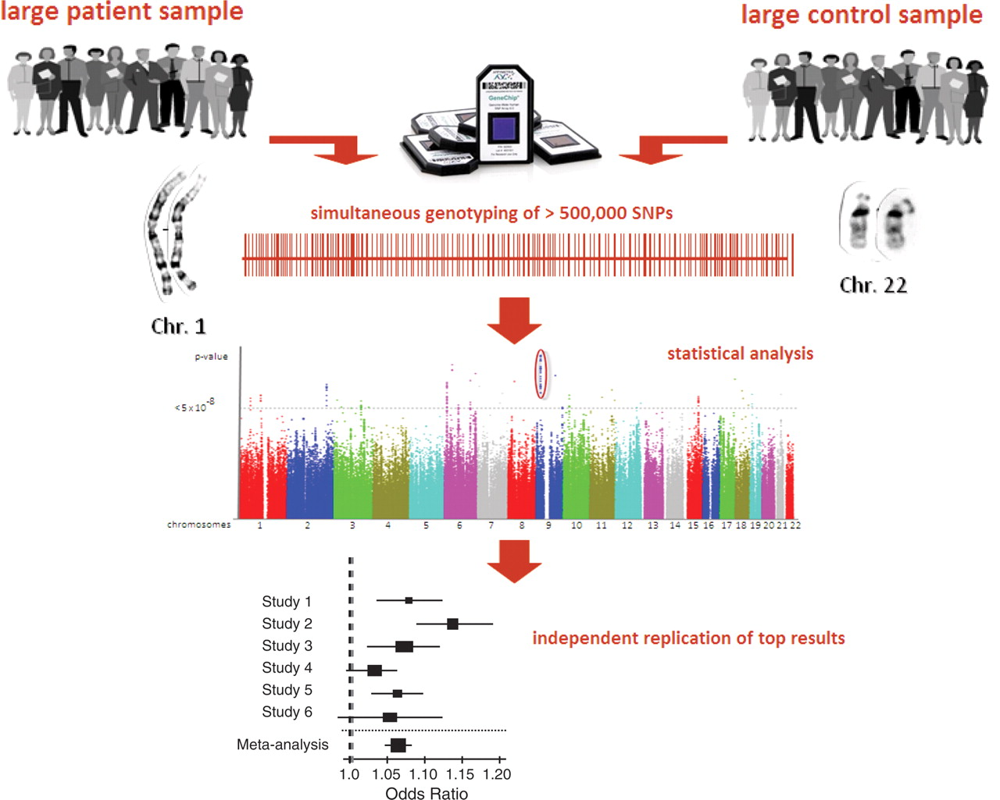 large patient sample
large control sample
GeneChip®
simultaneous genotyping of > 500,000 SNPs
Chr. 1
Chr. 22
statistical analysis
p-value
<5 x 10-8
chromosomes 1 2 3 4 5 6 7 8 9 10 11 12 13 14 15 16 17 18 19 20 21 22
Study 1
Study 2
Study 3
Study 4
Study 5
Study 6
independent replication of top results
Meta-analysis
1.0 1.05 1.10 1.15 1.20
Odds Ratio